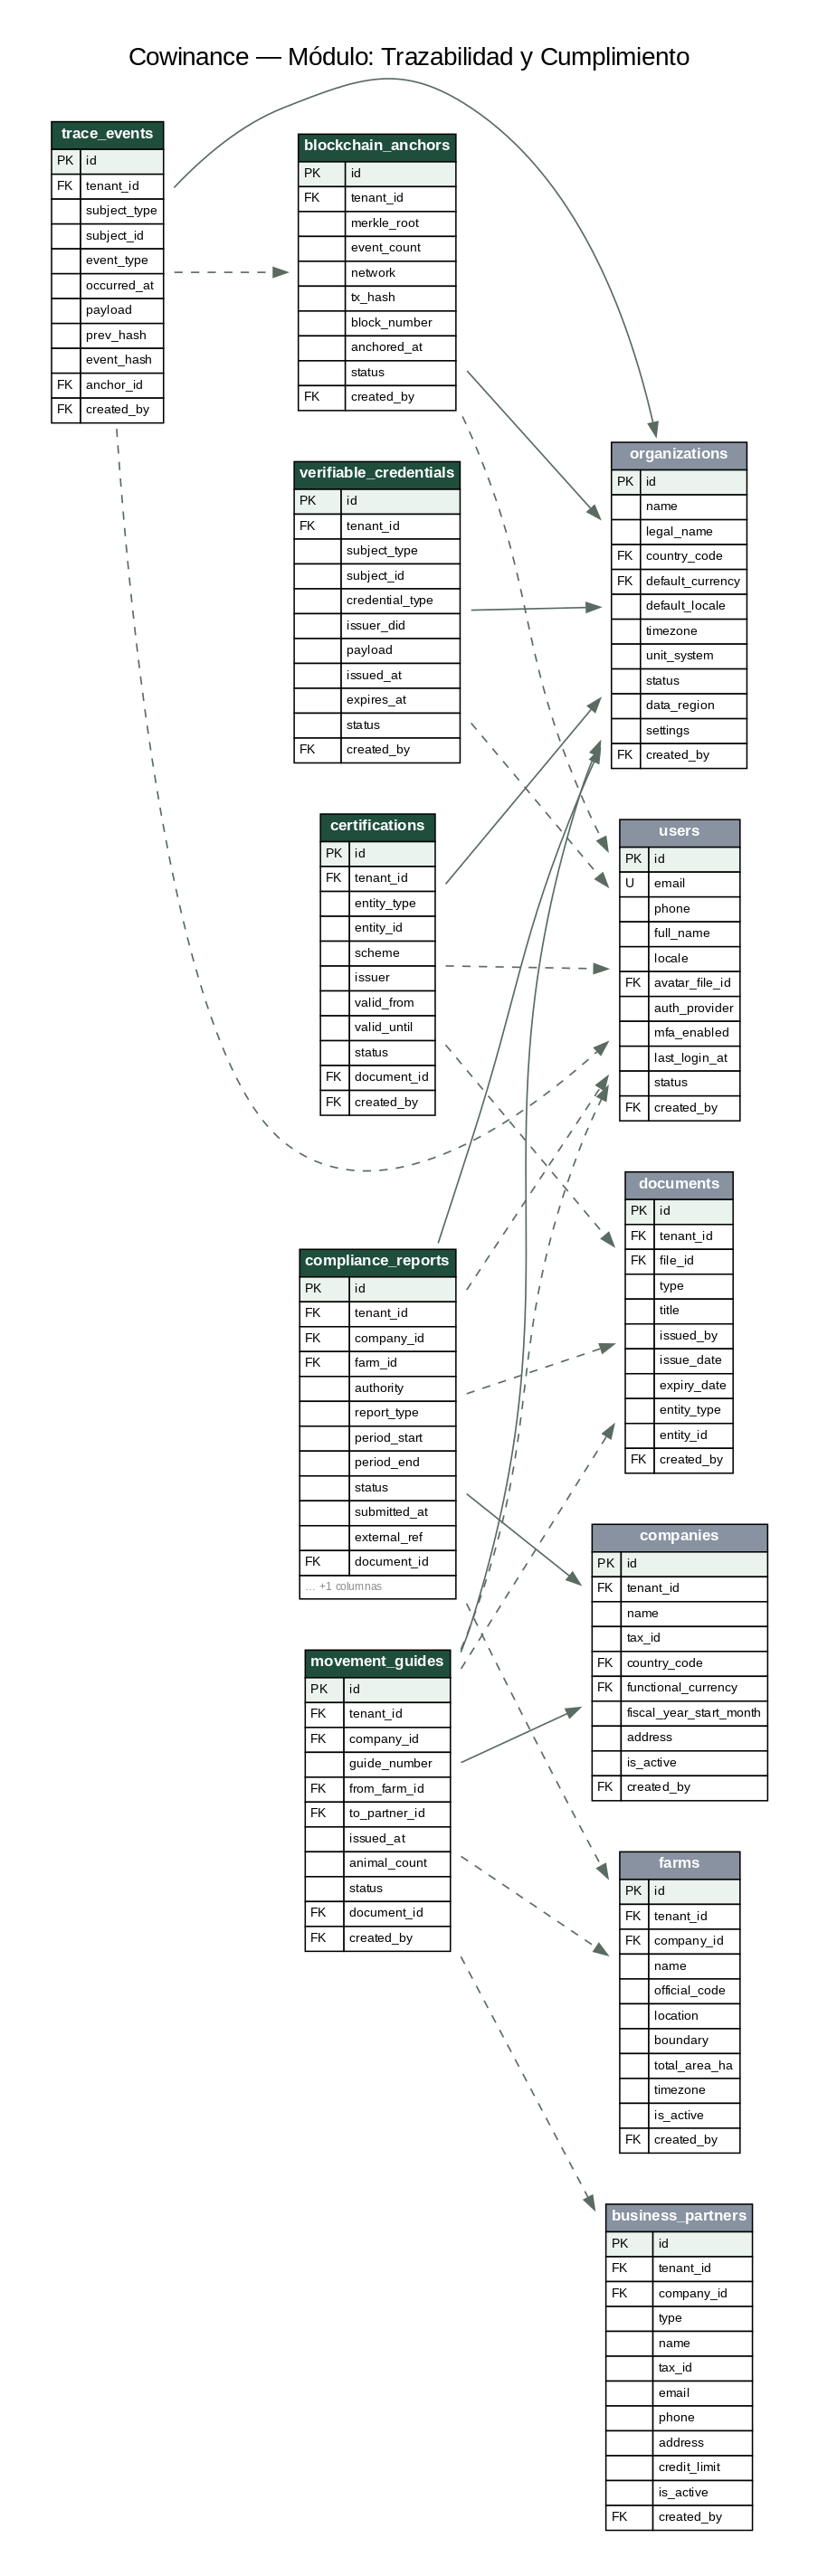 Cowinance — Módulo: Trazabilidad y Cumplimiento
trace_events
PK id
FK tenant_id
subject_type
subject_id
event_type
occurred_at
payload
prev_hash
event_hash
FK anchor_id
FK created_by
blockchain_anchors
PK id
FK tenant_id
merkle_root
event_count
network
tx_hash
block_number
anchored_at
status
FK created_by
verifiable_credentials
PK id
FK tenant_id
subject_type
subject_id
credential_type
issuer_did
payload
issued_at
expires_at
status
FK created_by
certifications
PK id
FK tenant_id
entity_type
entity_id
scheme
issuer
valid_from
valid_until
status
FK document_id
FK created_by
compliance_reports
PK id
FK tenant_id
FK company_id
FK farm_id
authority
report_type
period_start
period_end
status
submitted_at
external_ref
FK document_id
... +1 columnas
movement_guides
PK id
FK tenant_id
FK company_id
guide_number
FK from_farm_id
FK to_partner_id
issued_at
animal_count
status
FK document_id
FK created_by
organizations
PK id
name
legal_name
FK country_code
FK default_currency
default_locale
timezone
unit_system
status
data_region
settings
FK created_by
users
PK id
U email
phone
full_name
locale
FK avatar_file_id
auth_provider
mfa_enabled
last_login_at
status
FK created_by
documents
PK id
FK tenant_id
FK file_id
type
title
issued_by
issue_date
expiry_date
entity_type
entity_id
FK created_by
companies
PK id
FK tenant_id
name
tax_id
FK country_code
FK functional_currency
fiscal_year_start_month
address
is_active
FK created_by
farms
PK id
FK tenant_id
FK company_id
name
official_code
location
boundary
total_area_ha
timezone
is_active
FK created_by
business_partners
PK id
FK tenant_id
FK company_id
type
name
tax_id
email
phone
address
credit_limit
is_active
FK created_by